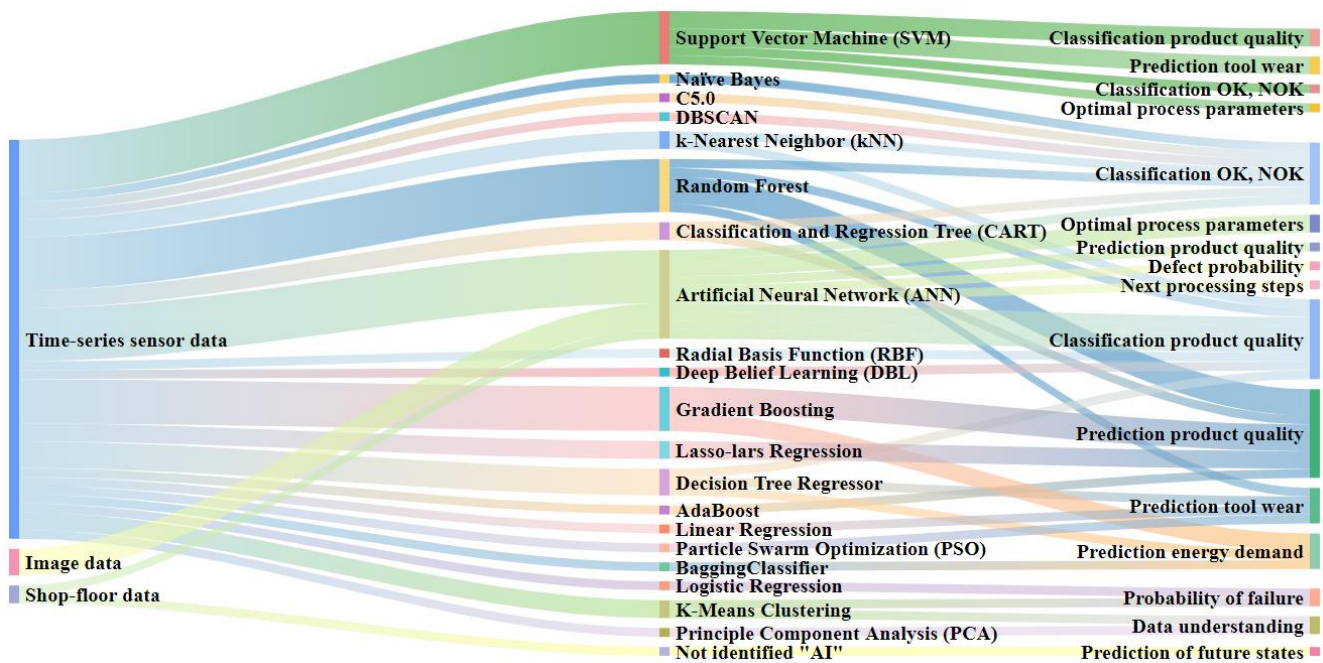 Time-series sensor data
Image data
Shop-floor data
Support Vector Machine (SVM)
Naïve Bayes
C5.0
DBSCAN
k-Nearest Neighbor (kNN)
Random Forest
Classification and Regression Tree (CART)
Artificial Neural Network (ANN)
Radial Basis Function (RBF)
Deep Belief Learning (DBL)
Gradient Boosting
Lasso-lars Regression
Decision Tree Regressor
AdaBoost
Linear Regression
Particle Swarm Optimization (PSO)
BaggingClassifier
Logistic Regression
K-Means Clustering
Principle Component Analysis (PCA)
Not identified "AI"
Classification product quality
Prediction tool wear
Classification OK, NOK
Optimal process parameters
Classification OK, NOK
Optimal process parameters
Prediction product quality
Defect probability
Next processing steps
Classification product quality
Prediction product quality
Prediction tool wear
Prediction energy demand
Probability of failure
Data understanding
Prediction of future states